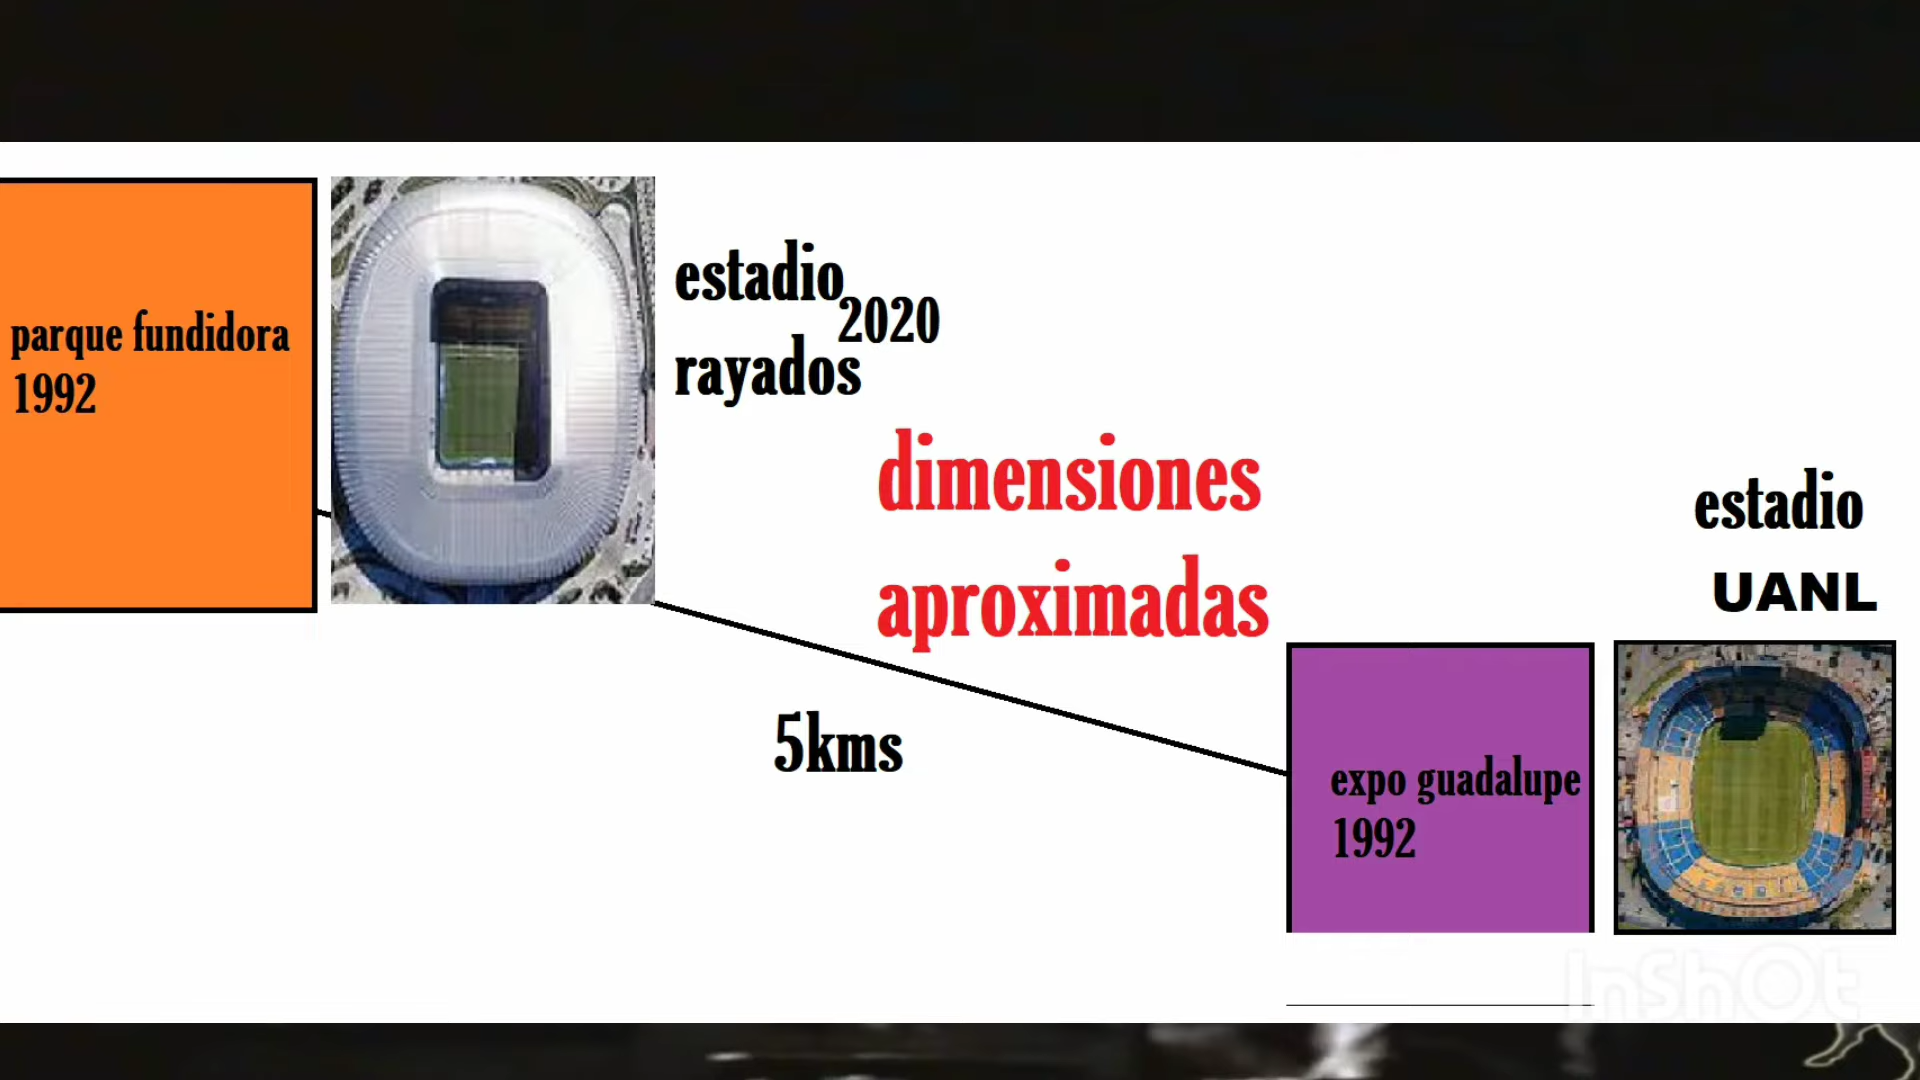 parque fundidora
1992
estadio
2020
rayados
dimensiones
aproximadas
5kms
estadio
UANL
expo guadalupe
1992
InShOt